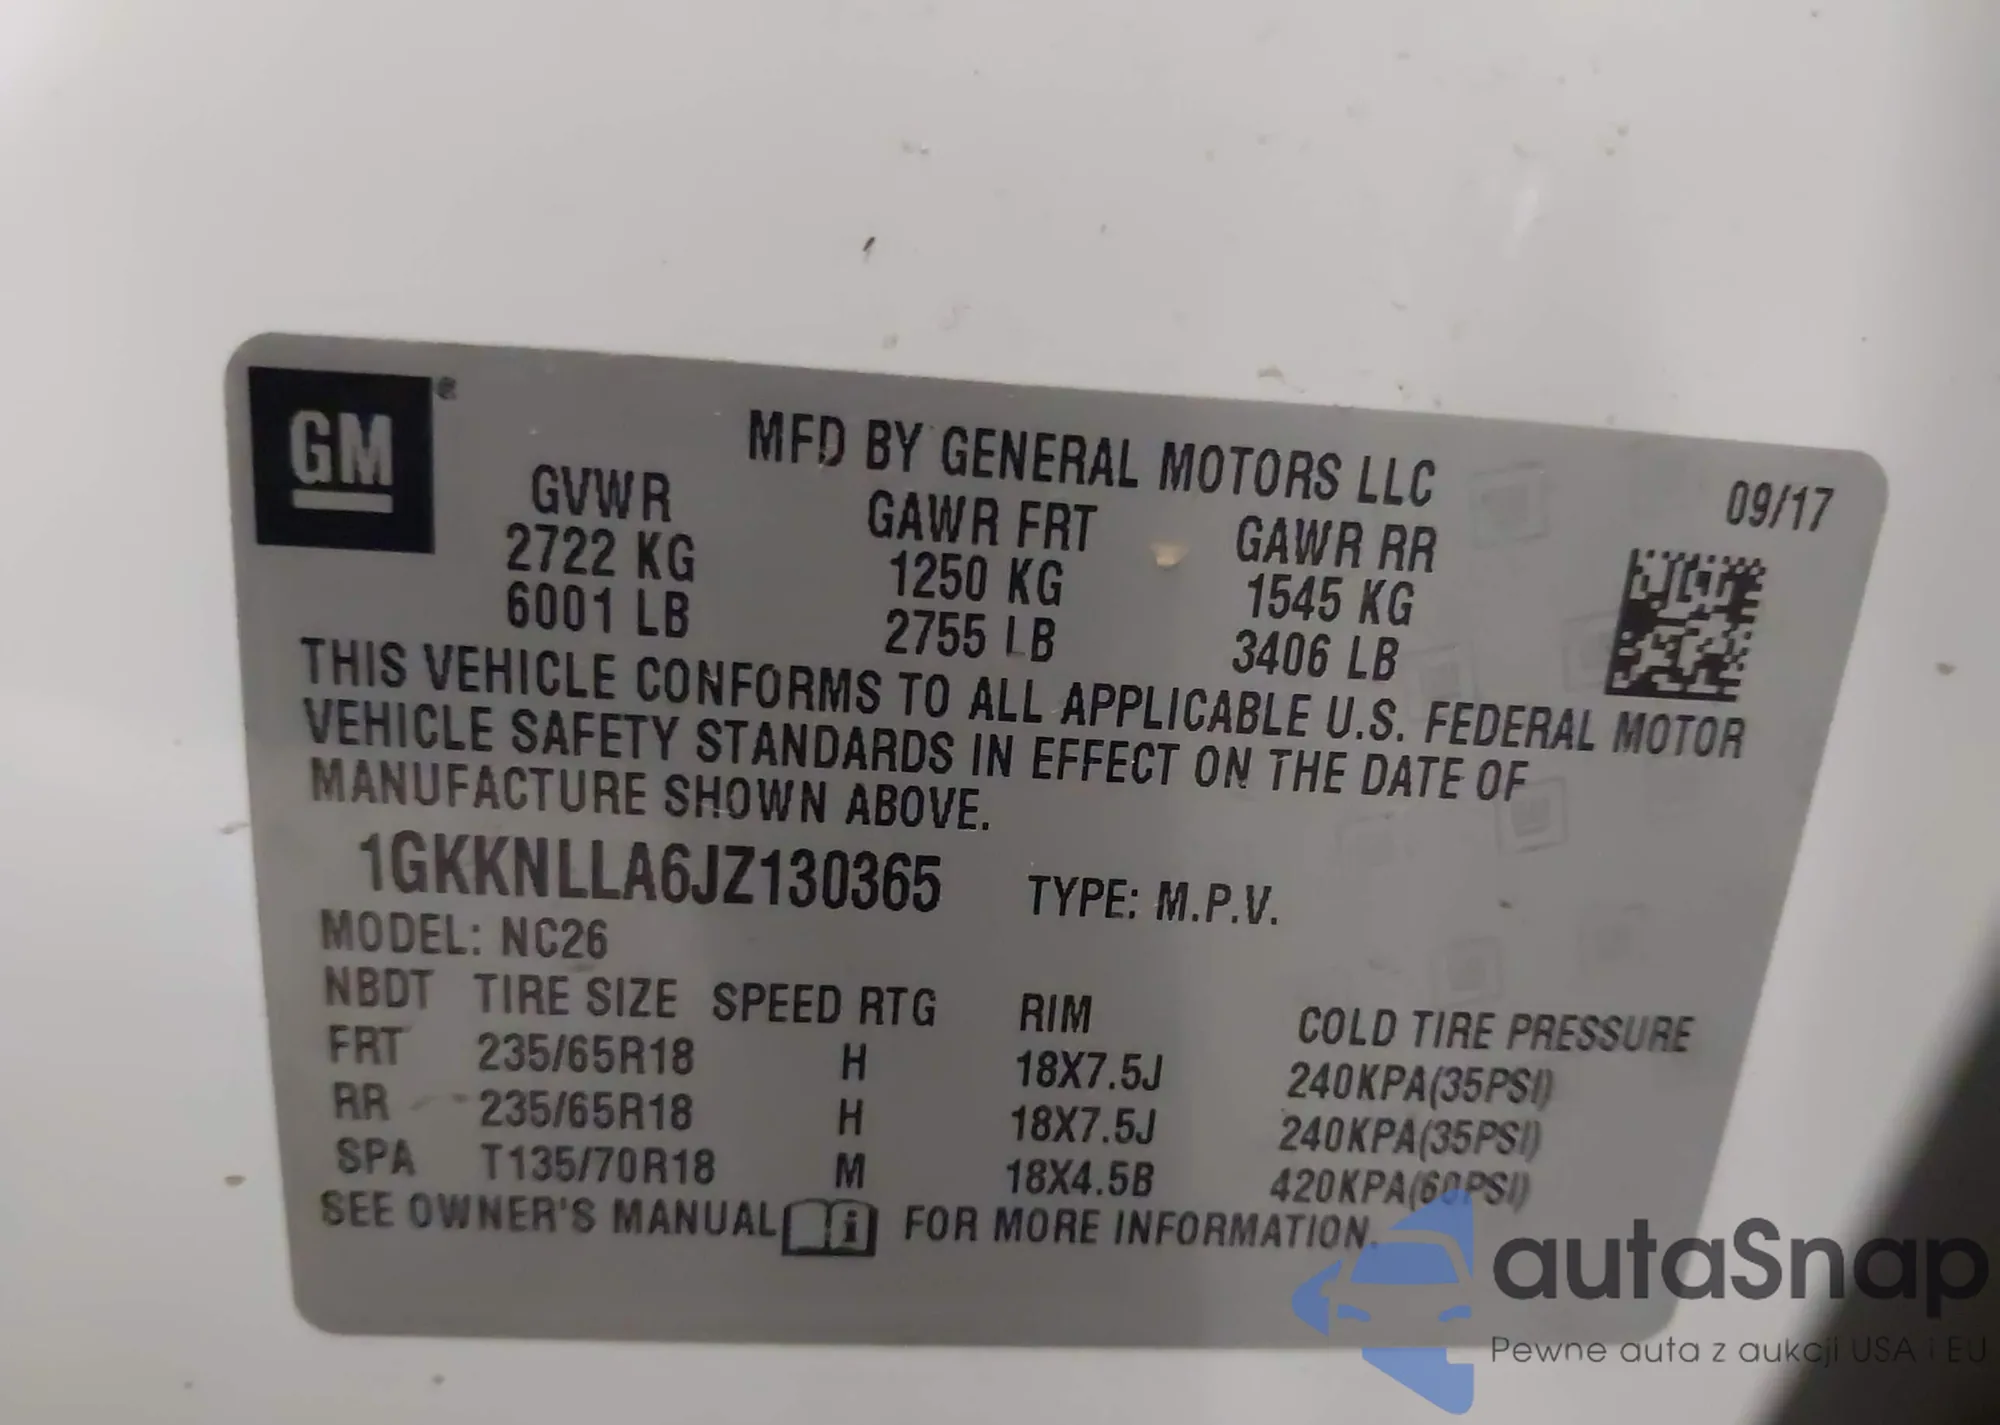 GM®
MFD BY GENERAL MOTORS LLC
09/17
GVWR GAWR FRT GAWR RR
2722 KG 1250 KG 1545 KG
6001 LB 2755 LB 3406 LB
THIS VEHICLE CONFORMS TO ALL APPLICABLE U.S. FEDERAL MOTOR
VEHICLE SAFETY STANDARDS IN EFFECT ON THE DATE OF
MANUFACTURE SHOWN ABOVE.
1GKKNLLA6JZ130365 TYPE: M.P.V.
MODEL: NC26
NBDT TIRE SIZE SPEED RTG RIM COLD TIRE PRESSURE
FRT 235/65R18 H 18X7.5J 240KPA(35PSI)
RR 235/65R18 H 18X7.5J 240KPA(35PSI)
SPA T135/70R18 M 18X4.5B 420KPA(60PSI)
SEE OWNER'S MANUAL i FOR MORE INFORMATION.
autaSnap
Pewne auta z aukcji USA i EU